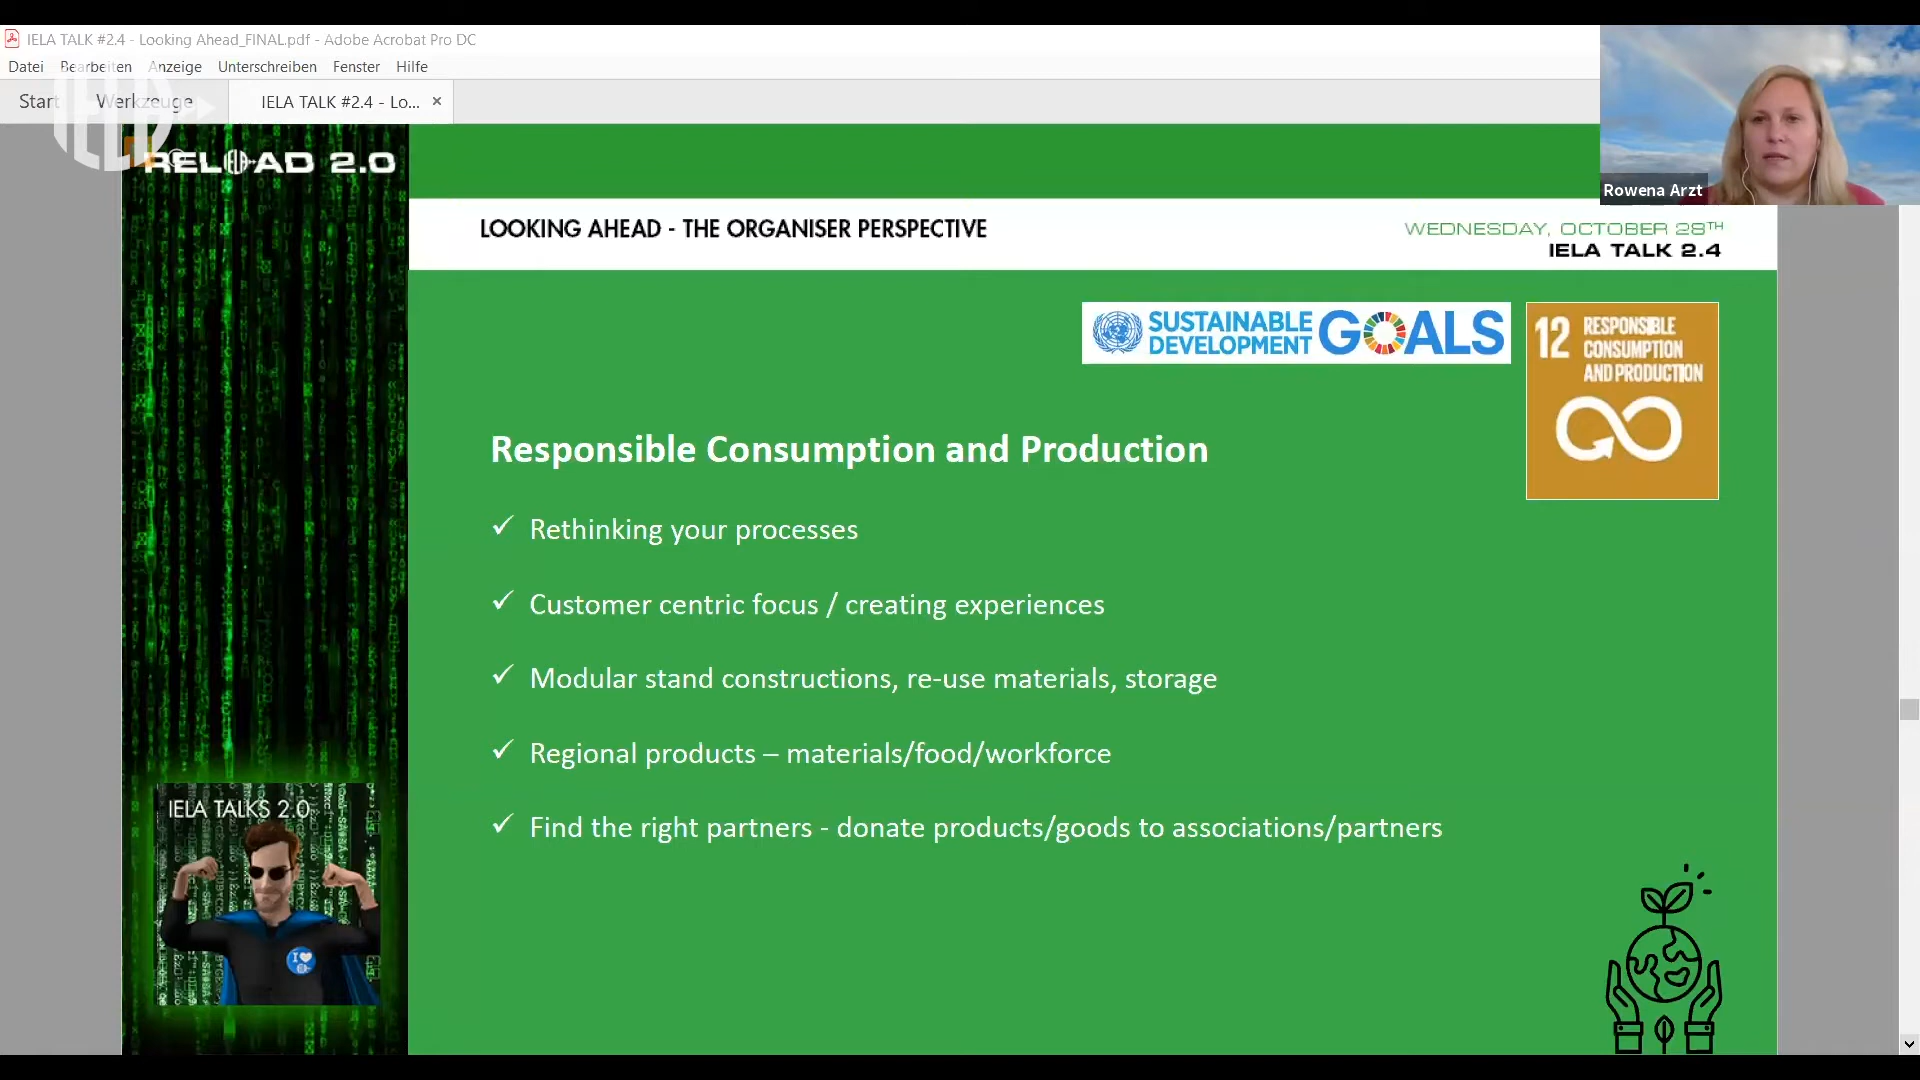 IELA TALK #2.4 - Looking Ahead_FINAL.pdf - Adobe Acrobat Pro DC
Datei Bearbeiten Anzeige Unterschreiben Fenster Hilfe
Start Werkzeuge IELA TALK #2.4 - Lo... ×
IELA
RELOAD 2.0
Rowena Arzt
LOOKING AHEAD - THE ORGANISER PERSPECTIVE
WEDNESDAY, OCTOBER 28TH
IELA TALK 2.4
SUSTAINABLE
DEVELOPMENT
GOALS
12 RESPONSIBLE
CONSUMPTION
AND PRODUCTION
Responsible Consumption and Production
✓ Rethinking your processes
✓ Customer centric focus / creating experiences
✓ Modular stand constructions, re-use materials, storage
✓ Regional products – materials/food/workforce
✓ Find the right partners - donate products/goods to associations/partners
IELA TALKS 2.0